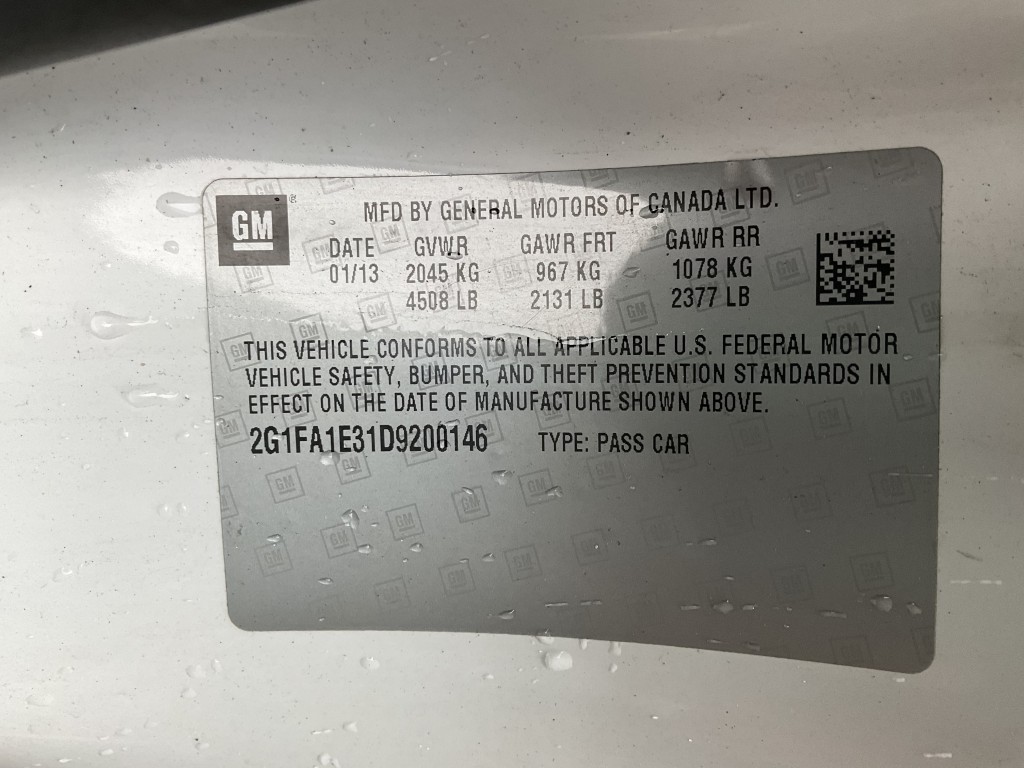 GM ®
MFD BY GENERAL MOTORS OF CANADA LTD.
DATE GVWR GAWR FRT GAWR RR
01/13 2045 KG 967 KG 1078 KG
4508 LB 2131 LB 2377 LB
THIS VEHICLE CONFORMS TO ALL APPLICABLE U.S. FEDERAL MOTOR
VEHICLE SAFETY, BUMPER, AND THEFT PREVENTION STANDARDS IN
EFFECT ON THE DATE OF MANUFACTURE SHOWN ABOVE.
2G1FA1E31D9200146 TYPE: PASS CAR